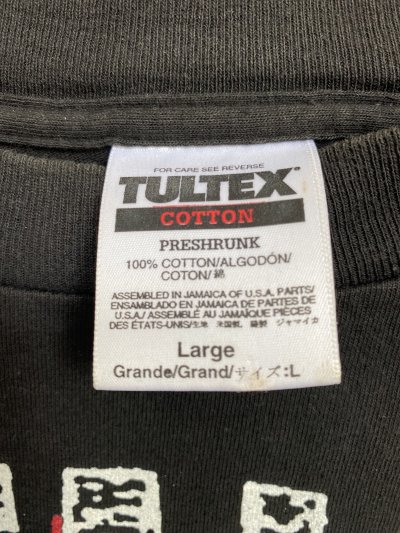 FOR CARE SEE REVERSE
TULTEX®
COTTON
PRESHRUNK
100% COTTON/ALGODÓN/
COTON/綿
ASSEMBLED IN JAMAICA OF U.S.A. PARTS/
ENSAMBLADO EN JAMAICA DE PARTES DE
U.S.A./ ASSEMBLÉ AU JAMAIQUE PIÈCES
DES ÉTATS-UNIS/生地 米国製 縫製 ジャマイカ
Large
Grande/Grand/サイズ:L